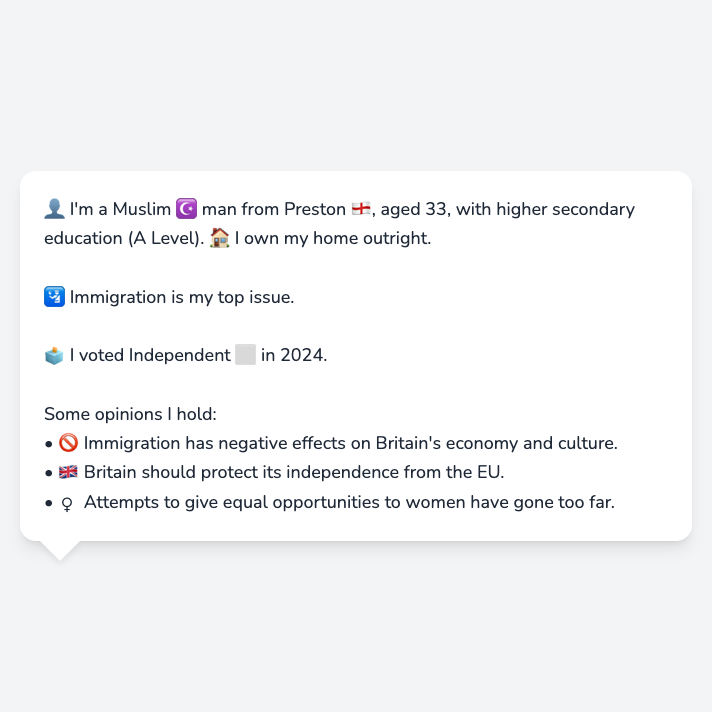 👤 I'm a Muslim ☪️ man from Preston 🏴󠁧󠁢󠁥󠁮󠁧󠁿, aged 33, with higher secondary
education (A Level). 🏠 I own my home outright.
🛂 Immigration is my top issue.
🗳️ I voted Independent ⬜ in 2024.
Some opinions I hold:
• 🚫 Immigration has negative effects on Britain's economy and culture.
• 🇬🇧 Britain should protect its independence from the EU.
• ♀ Attempts to give equal opportunities to women have gone too far.